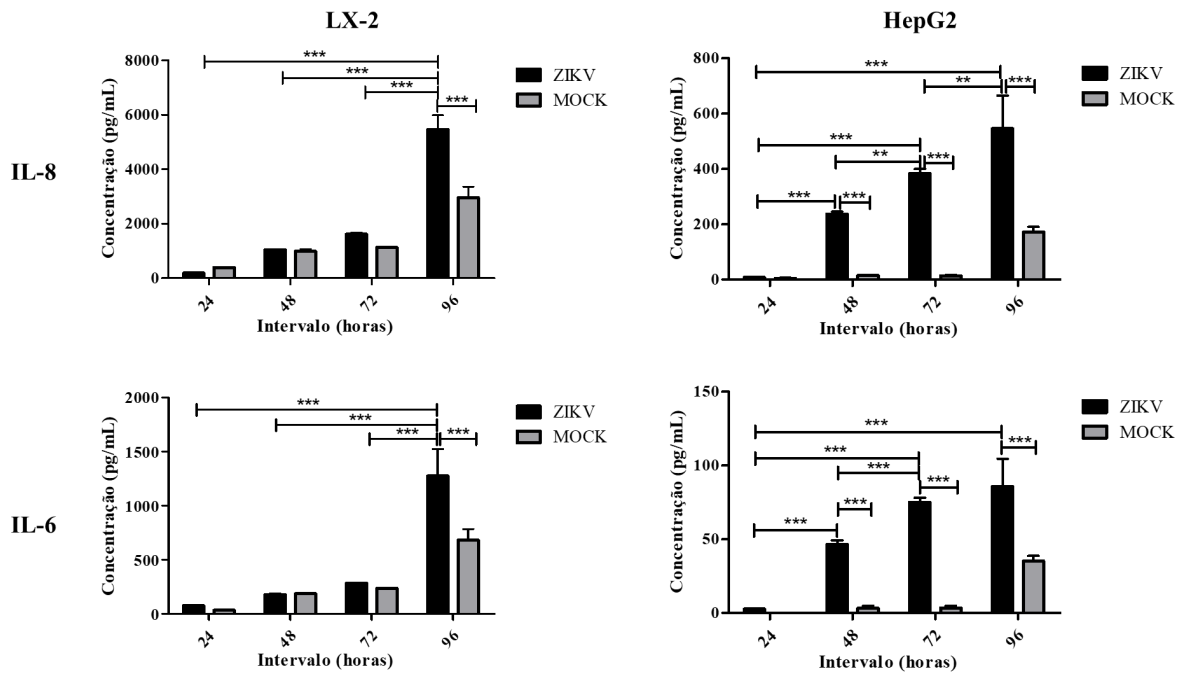 LX-2
HepG2
IL-8
Concentração (pg/mL)
8000
6000
4000
2000
0
***
***
***
***
24
48
72
96
Intervalo (horas)
ZIKV
MOCK
Concentração (pg/mL)
800
600
400
200
0
***
**
***
***
**
***
***
***
24
48
72
96
Intervalo (horas)
ZIKV
MOCK
IL-6
Concentração (pg/mL)
2000
1500
1000
500
0
***
***
***
***
24
48
72
96
Intervalo (horas)
ZIKV
MOCK
Concentração (pg/mL)
150
100
50
0
***
***
***
***
***
***
***
24
48
72
96
Intervalo (horas)
ZIKV
MOCK